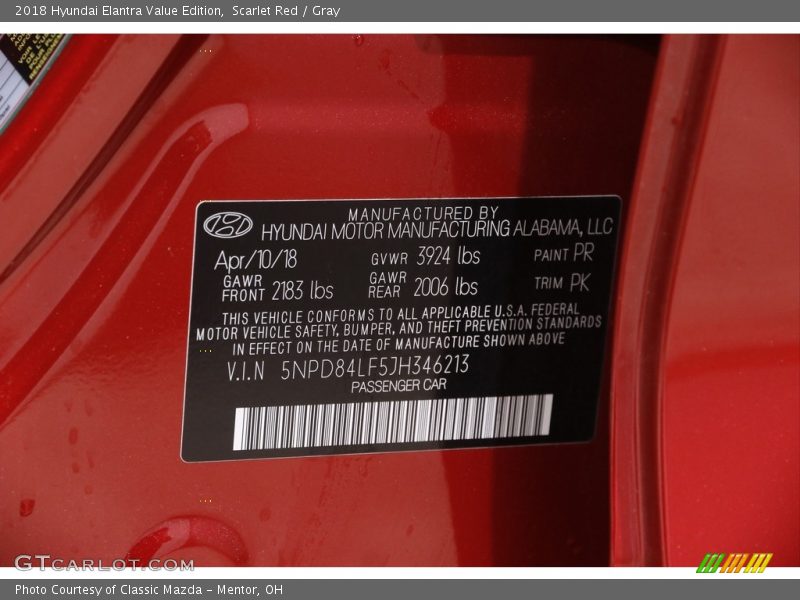 2018 Hyundai Elantra Value Edition, Scarlet Red / Gray
MANUFACTURED BY
HYUNDAI MOTOR MANUFACTURING ALABAMA, LLC
Apr/10/18 GVWR 3924 lbs PAINT PR
GAWR FRONT 2183 lbs GAWR REAR 2006 lbs TRIM PK
THIS VEHICLE CONFORMS TO ALL APPLICABLE U.S.A. FEDERAL
MOTOR VEHICLE SAFETY, BUMPER, AND THEFT PREVENTION STANDARDS
IN EFFECT ON THE DATE OF MANUFACTURE SHOWN ABOVE
V.I.N 5NPD84LF5JH346213
PASSENGER CAR
GTCARLOT.COM
Photo Courtesy of Classic Mazda - Mentor, OH